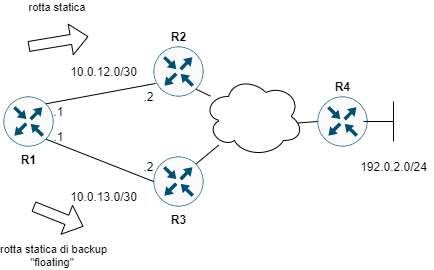 rotta statica
R2
10.0.12.0/30
.2
R4
.1
.1
R1
.2
192.0.2.0/24
10.0.13.0/30
R3
rotta statica di backup
"floating"